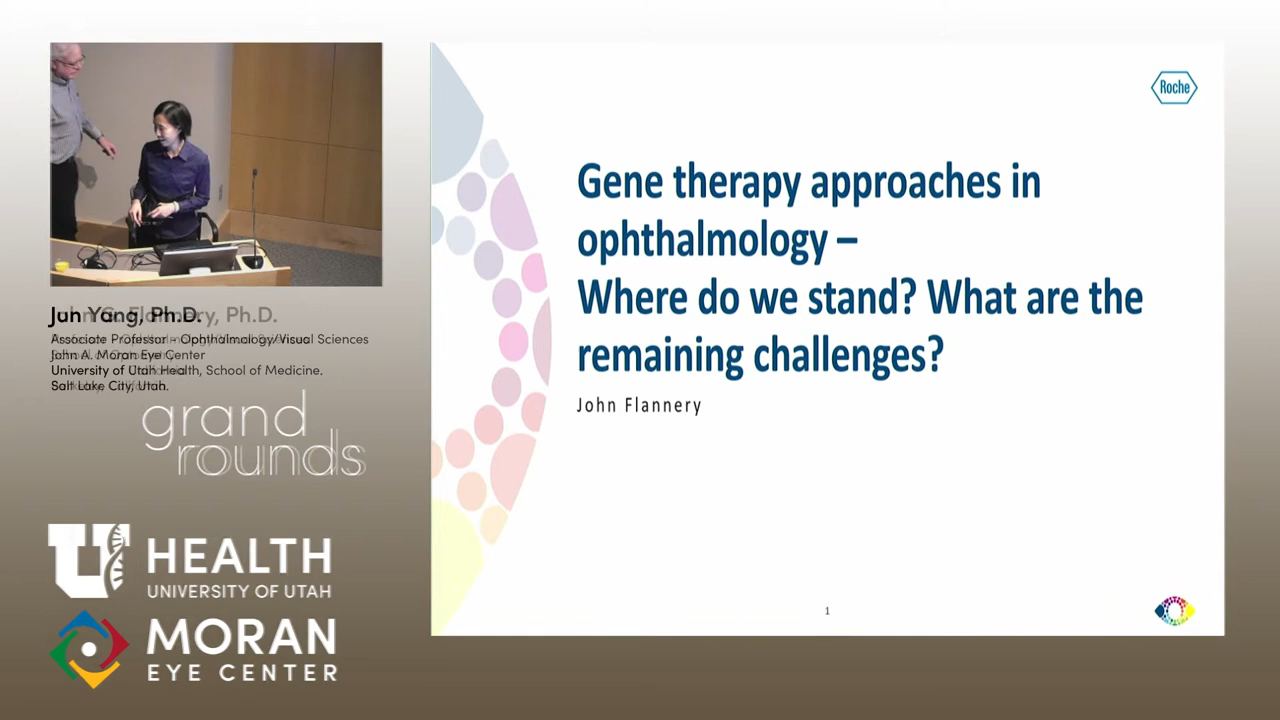 Roche
Gene therapy approaches in
ophthalmology –
Where do we stand? What are the
remaining challenges?
John Flannery
1
Jun Yang, Ph.D.
Associate Professor - Ophthalmology/Visual Sciences
John A. Moran Eye Center
University of Utah Health, School of Medicine.
Salt Lake City, Utah.
grand
rounds
U HEALTH
UNIVERSITY OF UTAH
MORAN
EYE CENTER